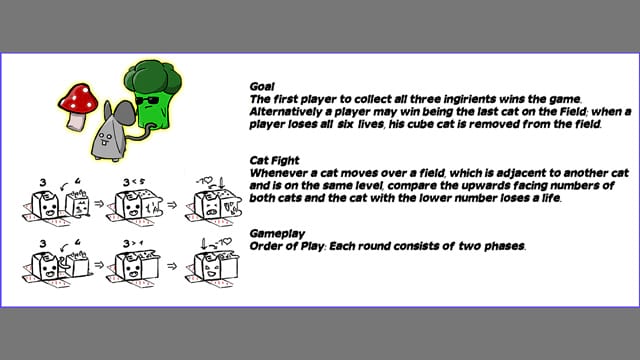 Goal
The first player to collect all three ingirients wins the game.
Alternatively a player may win being the last cat on the Field; when a
player loses all six lives, his cube cat is removed from the field.
Cat Fight
Whenever a cat moves over a field, which is adjacent to another cat
and is on the same level, compare the upwards facing numbers of
both cats and the cat with the lower number loses a life.
Gameplay
Order of Play: Each round consists of two phases.
3 4 3<5 -1
3 4 3>1 -1